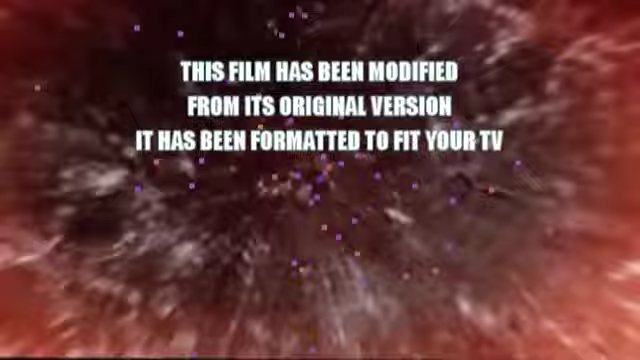 THIS FILM HAS BEEN MODIFIED
FROM ITS ORIGINAL VERSION
IT HAS BEEN FORMATTED TO FIT YOUR TV